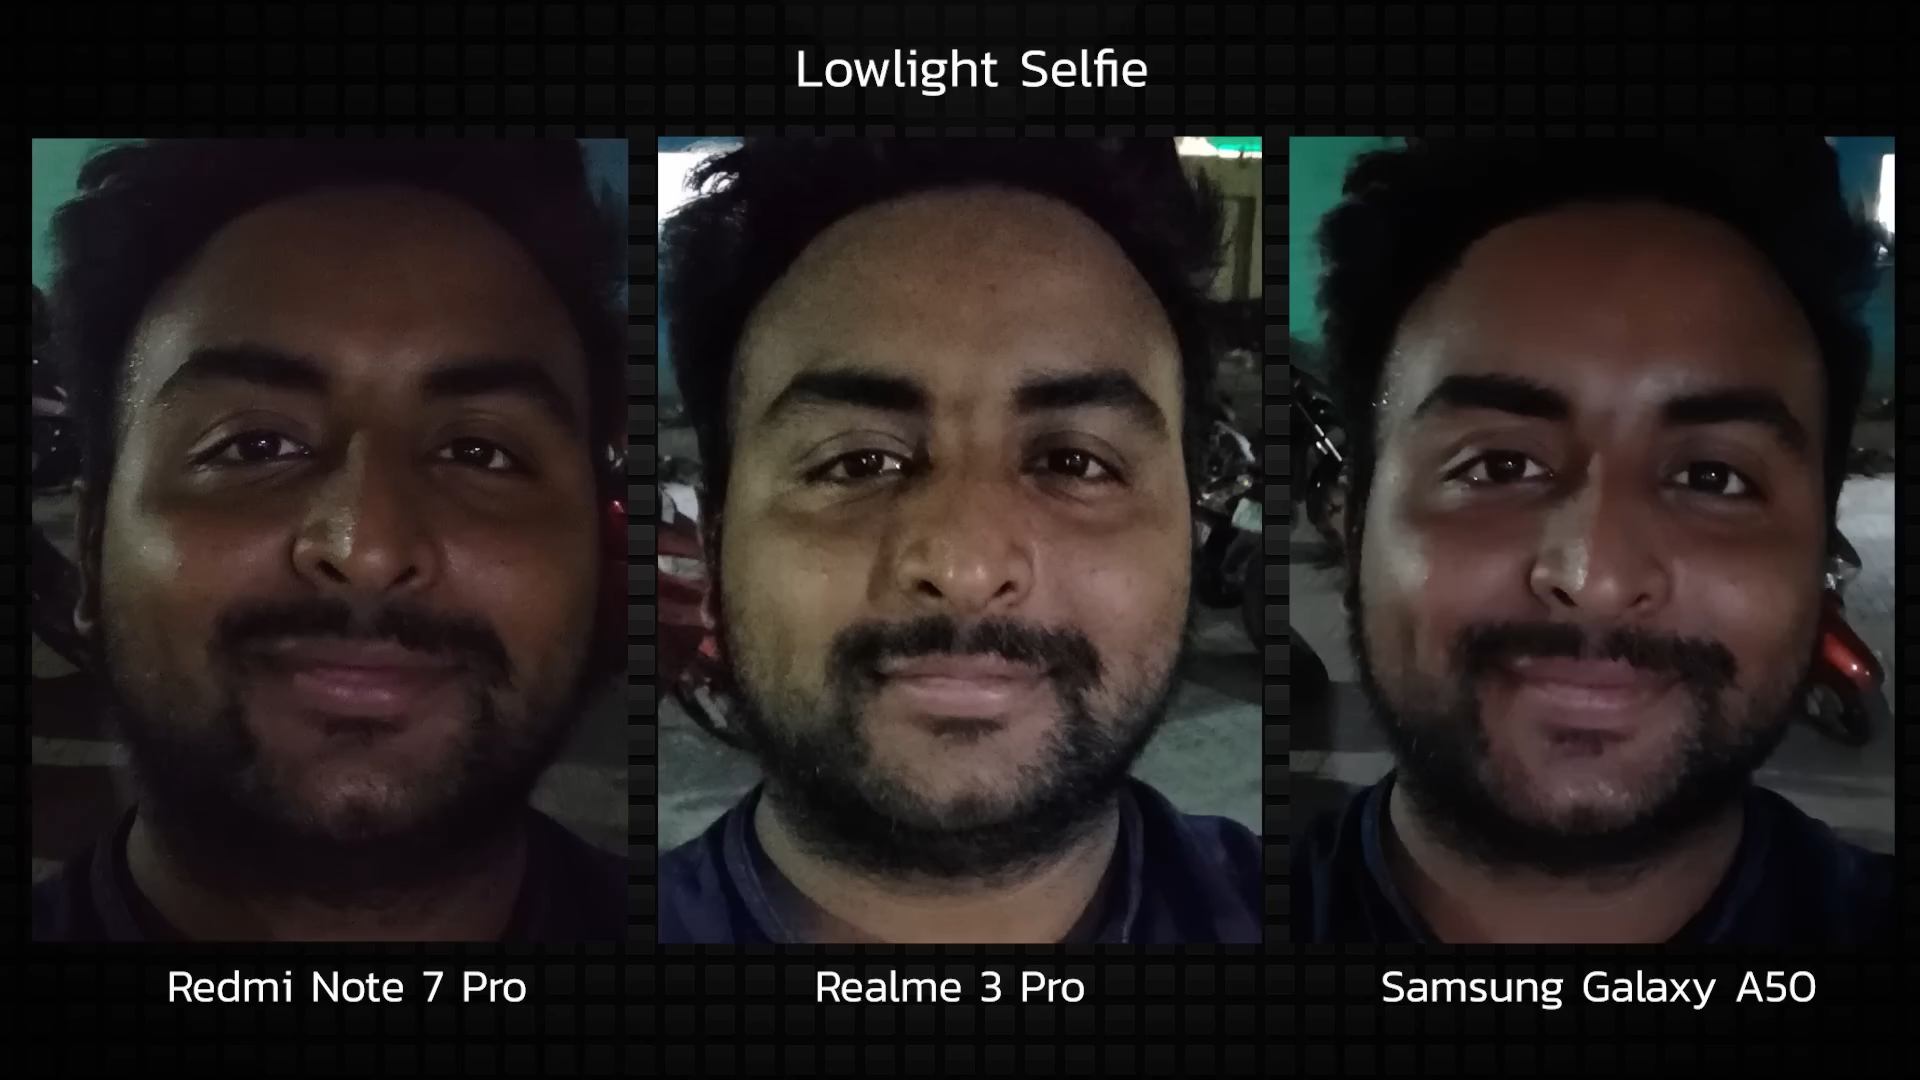 Lowlight Selfie
Redmi Note 7 Pro
Realme 3 Pro
Samsung Galaxy A50